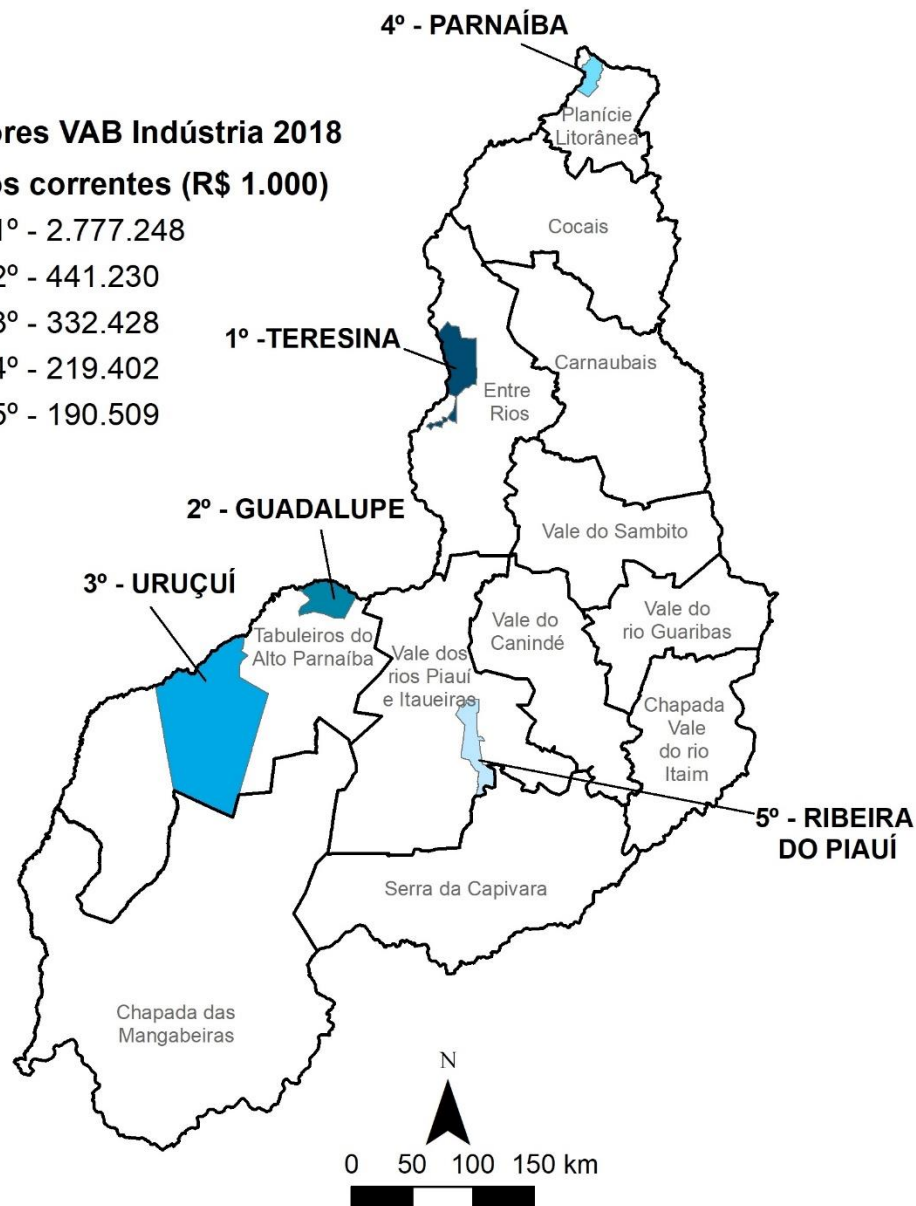 4º - PARNAÍBA
ores VAB Indústria 2018
os correntes (R$ 1.000)
1º - 2.777.248
2º - 441.230
3º - 332.428
4º - 219.402
5º - 190.509
Planície
Litorânea
Cocais
1º -TERESINA
Carnaubais
Entre
Rios
2º - GUADALUPE
Vale do Sambito
3º - URUÇUÍ
Tabuleiros do
Alto Parnaíba
Vale dos
rios Piauí
e Itaueiras
Vale do
Canindé
Vale do
rio Guaribas
Chapada
Vale
do rio
Itaim
5º - RIBEIRA
DO PIAUÍ
Serra da Capivara
Chapada das
Mangabeiras
N
0 50 100 150 km